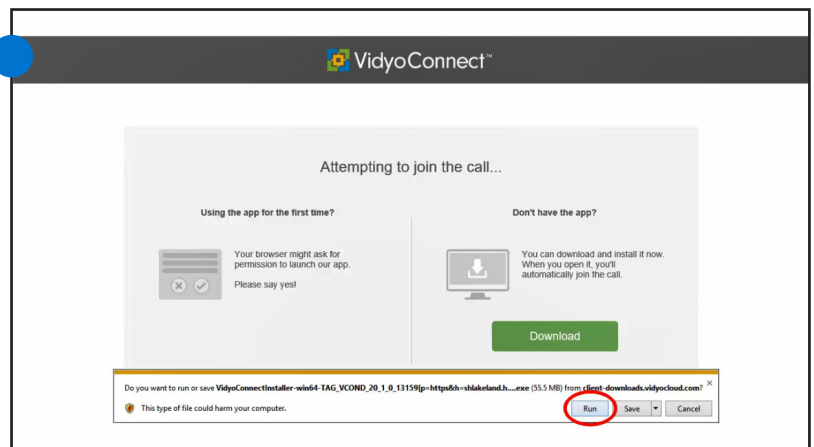 VidyoConnect™
Attempting to join the call...
Using the app for the first time?
Your browser might ask for
permission to launch our app.
Please say yes!
Don't have the app?
You can download and install it now.
When you open it, you'll
automatically join the call.
Download
Do you want to run or save VidyoConnectInstaller-win64-TAG_VCOND_20_1_0_13159[p=https&h=shlakeland.h....exe (55.5 MB) from client-downloads.vidyocloud.com?
This type of file could harm your computer.
Run
Save
Cancel